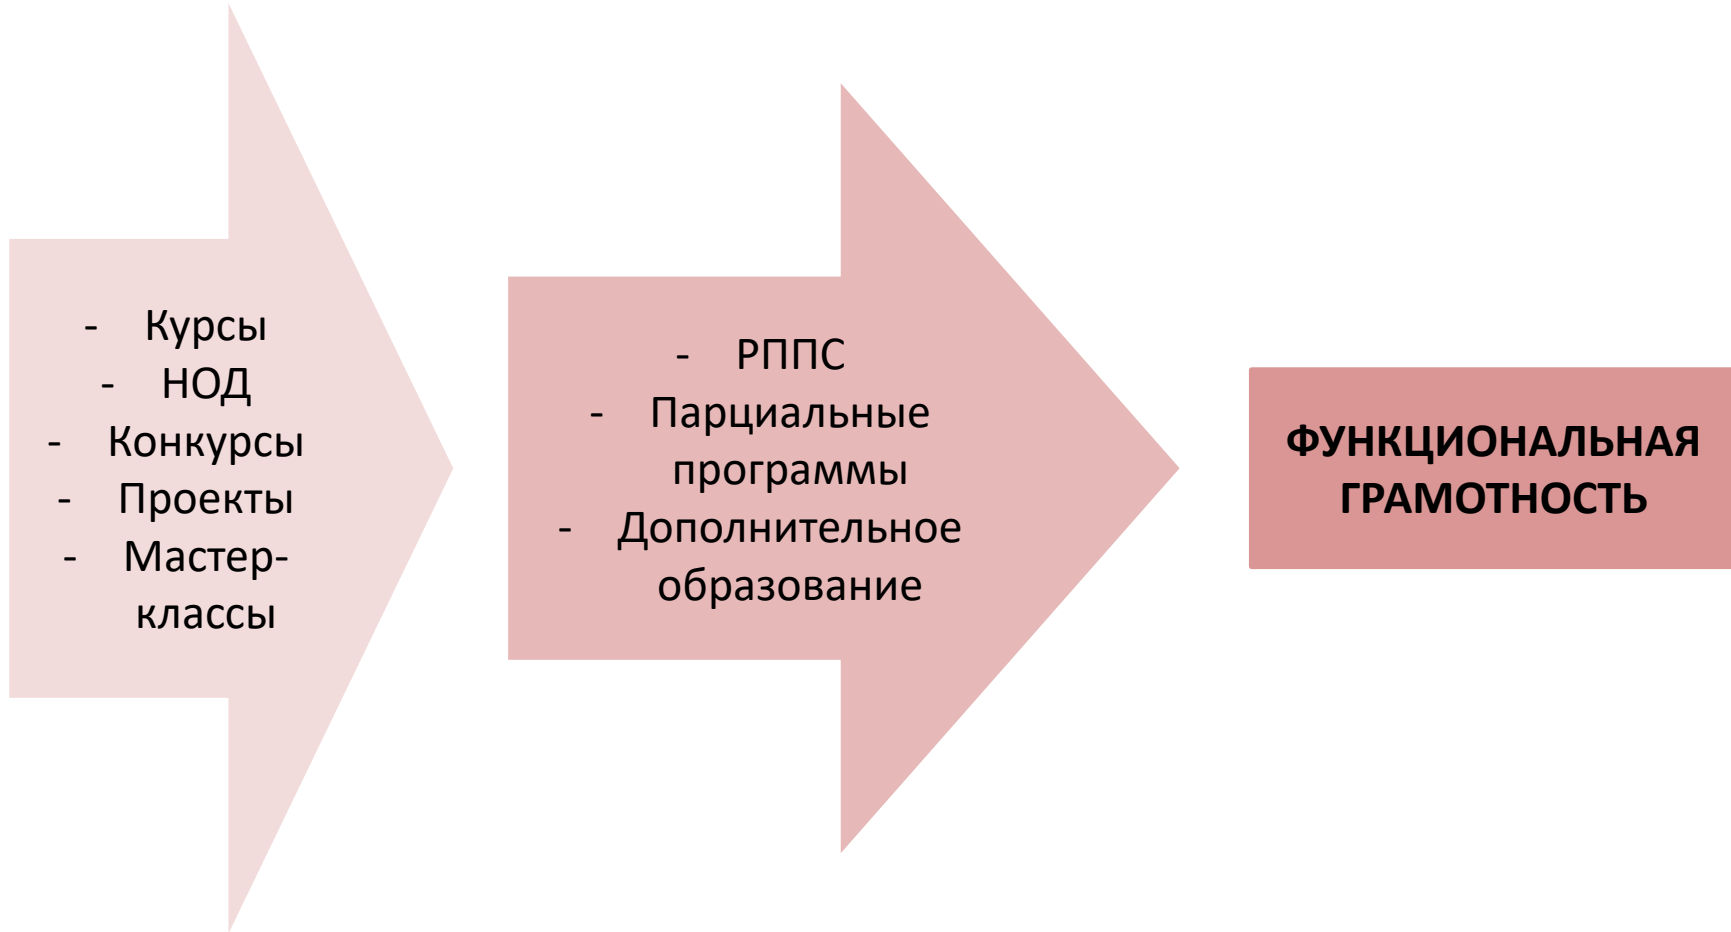 - Курсы
- НОД
- Конкурсы
- Проекты
- Мастер-
классы
- РППС
- Парциальные
программы
- Дополнительное
образование
ФУНКЦИОНАЛЬНАЯ
ГРАМОТНОСТЬ